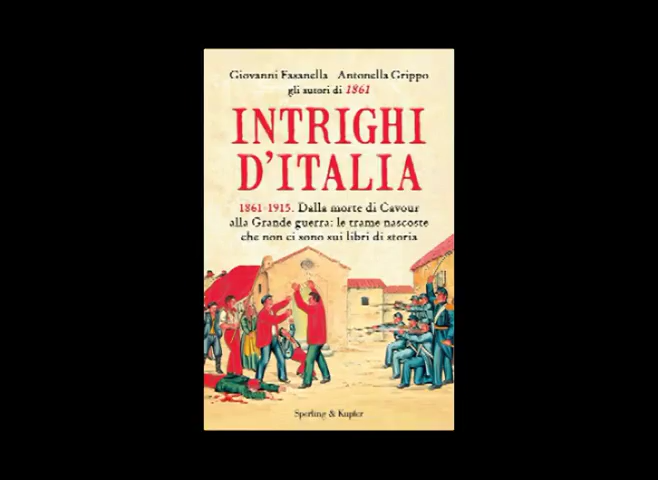 Giovanni Fasanella Antonella Grippo
gli autori di 1861
INTRIGHI
D'ITALIA
1861-1915. Dalla morte di Cavour
alla Grande guerra: le trame nascoste
che non ci sono sui libri di storia
Sperling & Kupfer